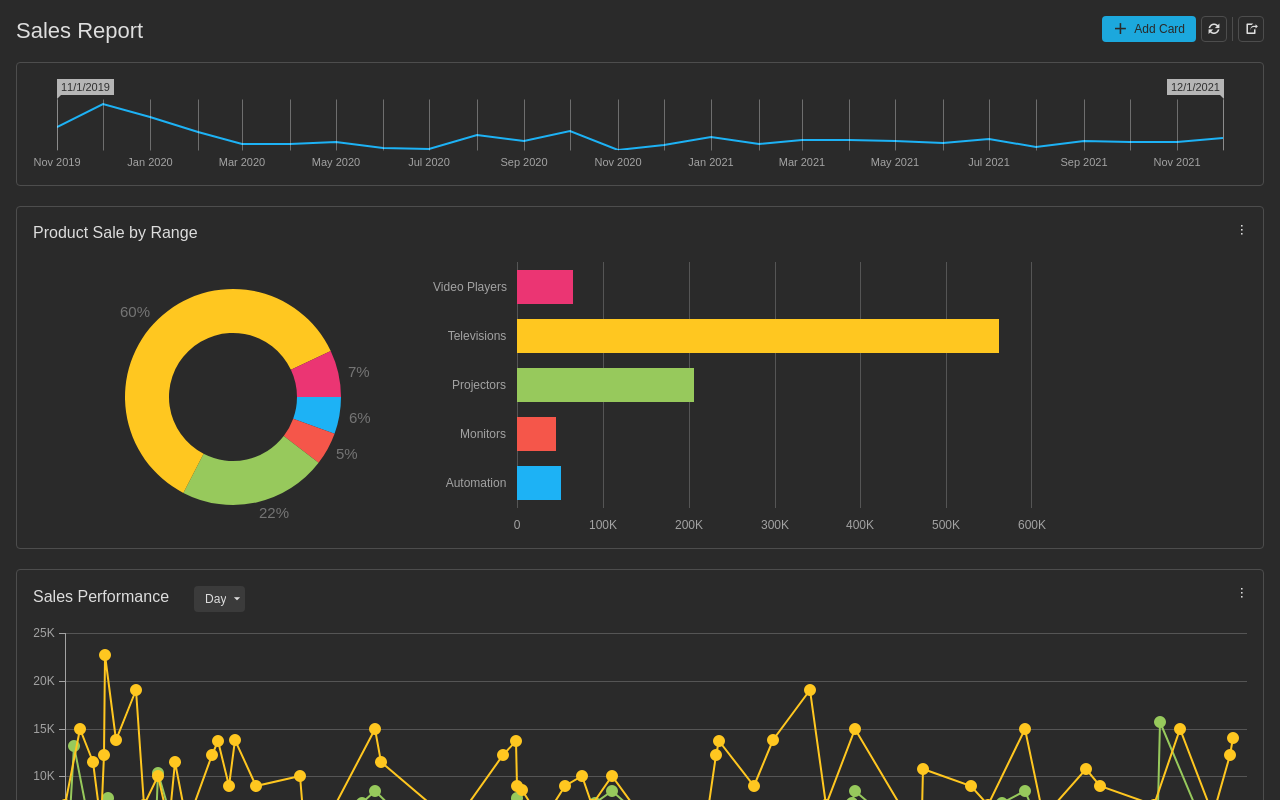 Sales Report
Add Card
11/1/2019
12/1/2021
Nov 2019 Jan 2020 Mar 2020 May 2020 Jul 2020 Sep 2020 Nov 2020 Jan 2021 Mar 2021 May 2021 Jul 2021 Sep 2021 Nov 2021
Product Sale by Range
60%
7%
6%
5%
22%
Video Players
Televisions
Projectors
Monitors
Automation
0 100K 200K 300K 400K 500K 600K
Sales Performance
Day
25K
20K
15K
10K